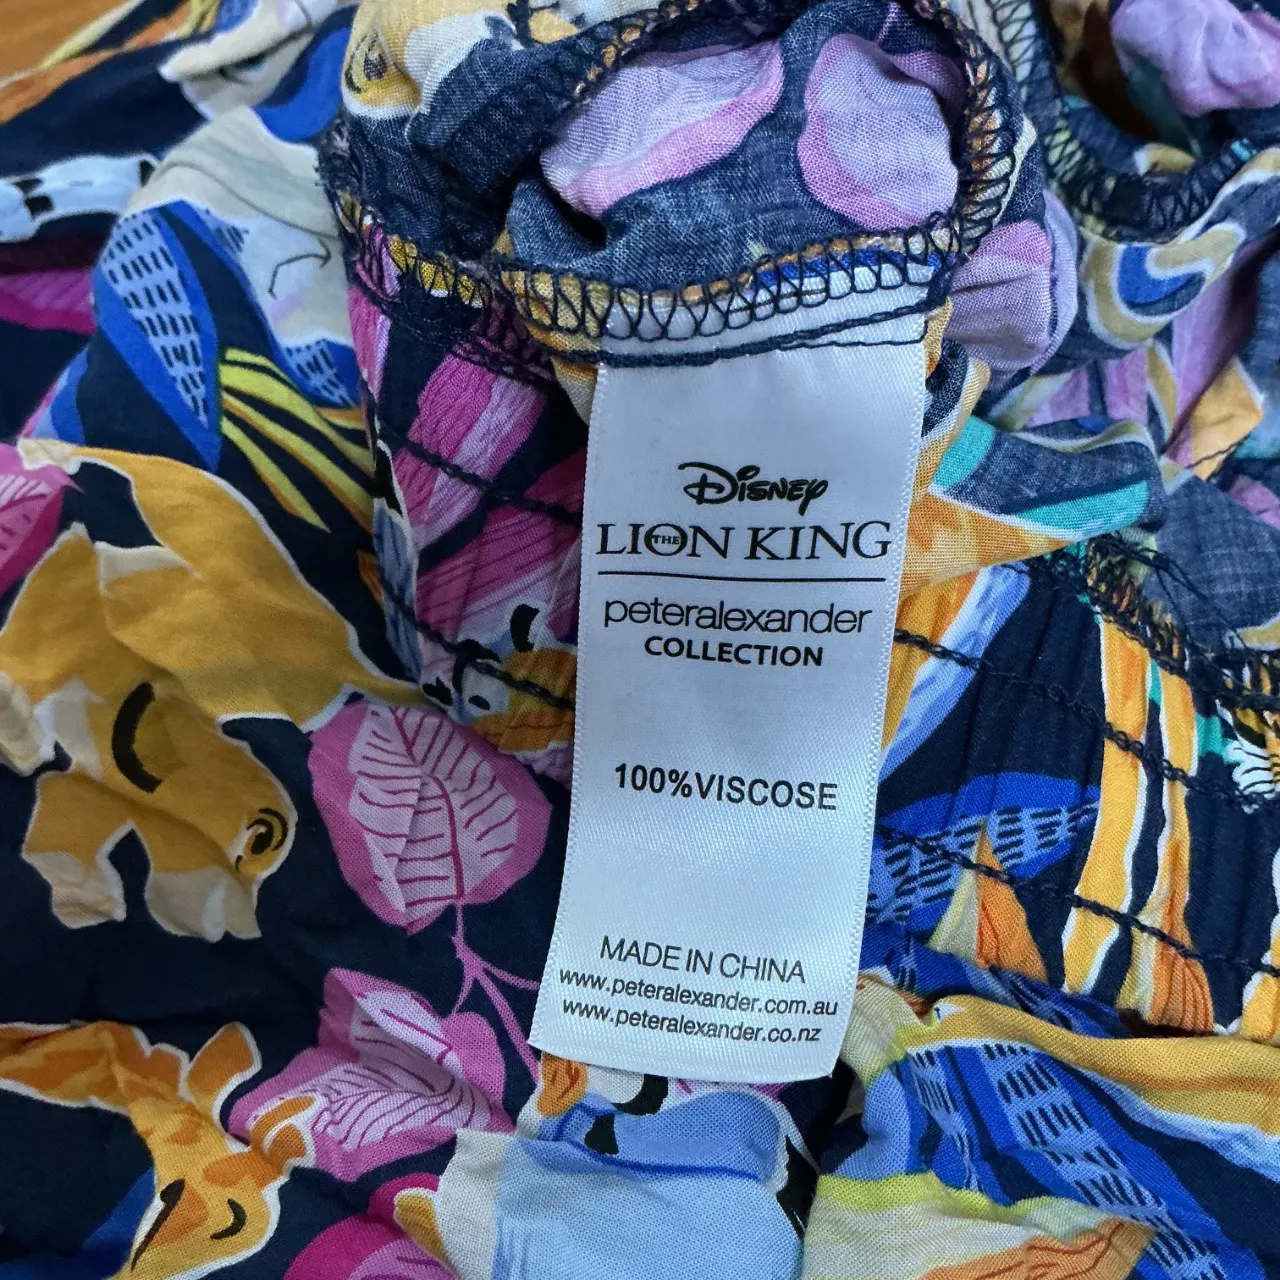 Disney
THE
LION KING
peteralexander
COLLECTION
100%VISCOSE
MADE IN CHINA
www.peteralexander.com.au
www.peteralexander.co.nz